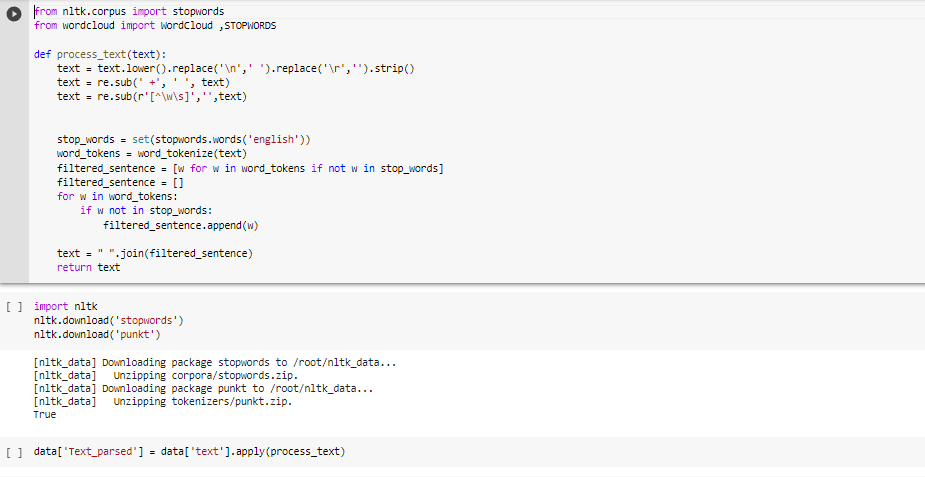 from nltk.corpus import stopwords
from wordcloud import WordCloud ,STOPWORDS
def process_text(text):
    text = text.lower().replace('\n',' ').replace('\r','').strip()
    text = re.sub(' +', ' ', text)
    text = re.sub(r'[^\w\s]','',text)
    stop_words = set(stopwords.words('english'))
    word_tokens = word_tokenize(text)
    filtered_sentence = [w for w in word_tokens if not w in stop_words]
    filtered_sentence = []
    for w in word_tokens:
        if w not in stop_words:
            filtered_sentence.append(w)
    text = " ".join(filtered_sentence)
    return text
[ ] import nltk
nltk.download('stopwords')
nltk.download('punkt')
[nltk_data] Downloading package stopwords to /root/nltk_data...
[nltk_data]   Unzipping corpora/stopwords.zip.
[nltk_data] Downloading package punkt to /root/nltk_data...
[nltk_data]   Unzipping tokenizers/punkt.zip.
True
[ ] data['Text_parsed'] = data['text'].apply(process_text)